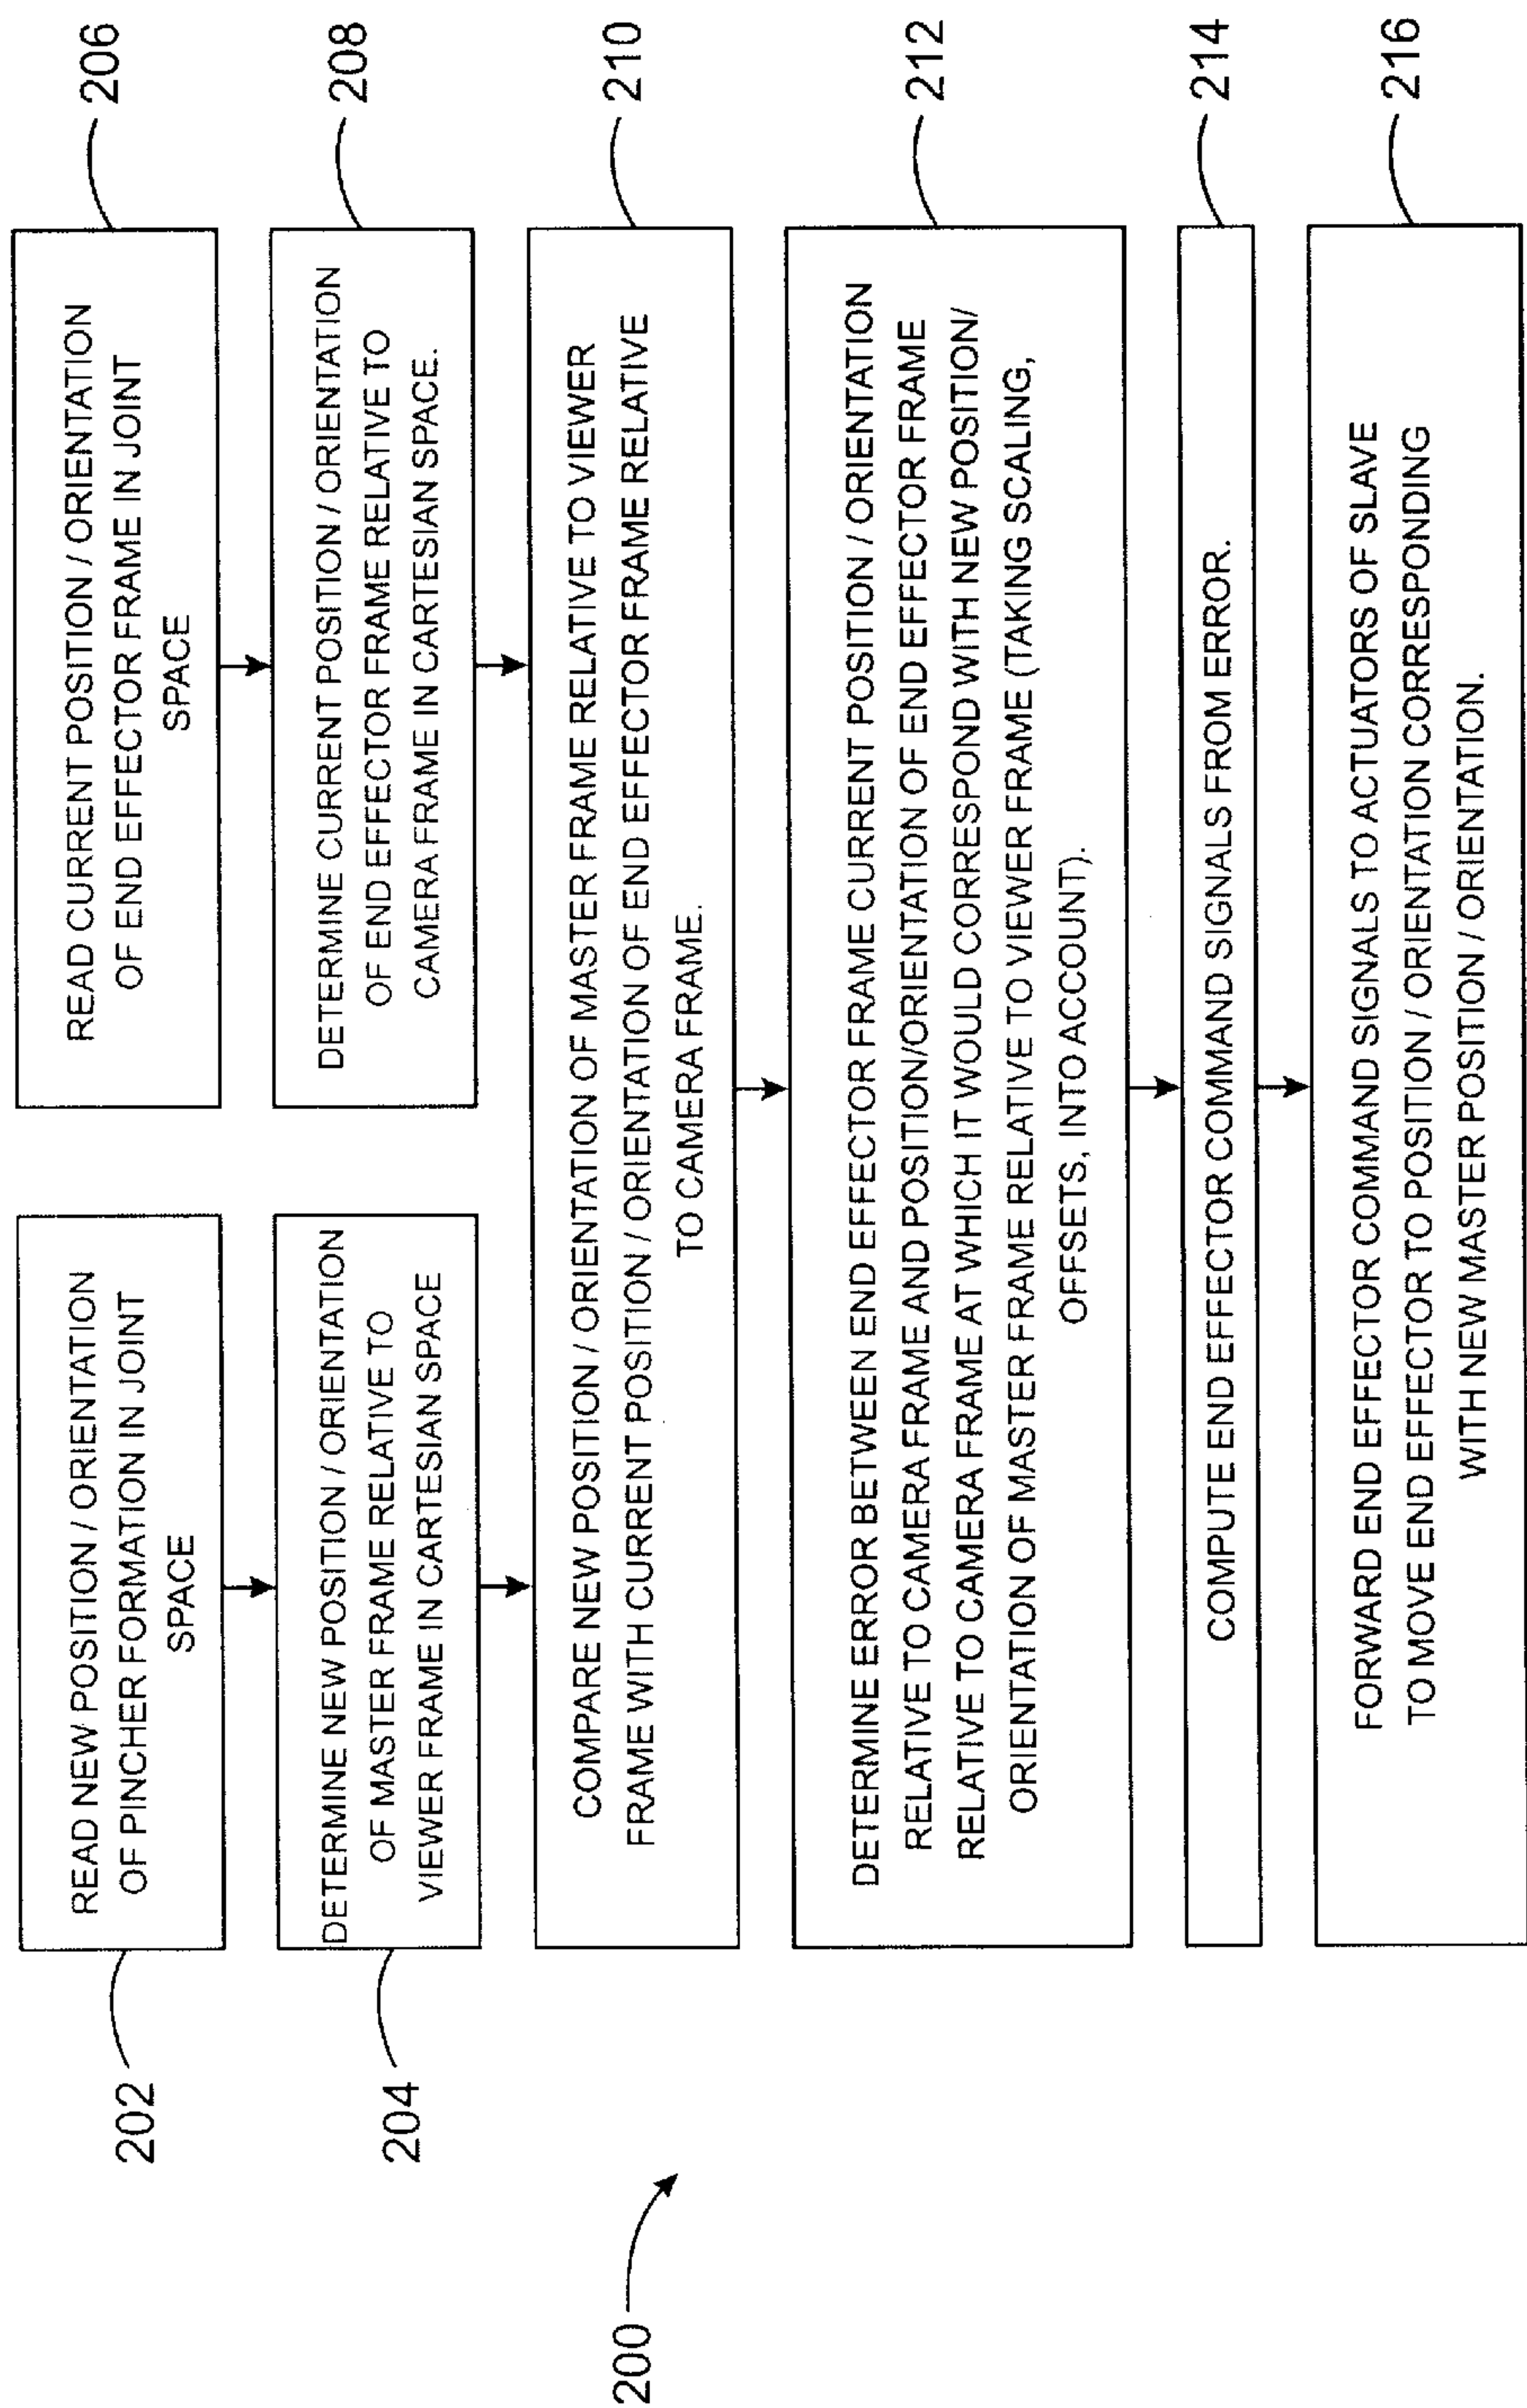 202
READ NEW POSITION / ORIENTATION
OF PINCHER FORMATION IN JOINT
SPACE
READ CURRENT POSITION / ORIENTATION
OF END EFFECTOR FRAME IN JOINT
SPACE
206
204
DETERMINE NEW POSITION / ORIENTATION
OF MASTER FRAME RELATIVE TO
VIEWER FRAME IN CARTESIAN SPACE
DETERMINE CURRENT POSITION / ORIENTATION
OF END EFFECTOR FRAME RELATIVE TO
CAMERA FRAME IN CARTESIAN SPACE.
208
200
COMPARE NEW POSITION / ORIENTATION OF MASTER FRAME RELATIVE TO VIEWER
FRAME WITH CURRENT POSITION / ORIENTATION OF END EFFECTOR FRAME RELATIVE
TO CAMERA FRAME.
210
DETERMINE ERROR BETWEEN END EFFECTOR FRAME CURRENT POSITION / ORIENTATION
RELATIVE TO CAMERA FRAME AND POSITION/ORIENTATION OF END EFFECTOR FRAME
RELATIVE TO CAMERA FRAME AT WHICH IT WOULD CORRESPOND WITH NEW POSITION/
ORIENTATION OF MASTER FRAME RELATIVE TO VIEWER FRAME (TAKING SCALING,
OFFSETS, INTO ACCOUNT).
212
COMPUTE END EFFECTOR COMMAND SIGNALS FROM ERROR.
214
FORWARD END EFFECTOR COMMAND SIGNALS TO ACTUATORS OF SLAVE
TO MOVE END EFFECTOR TO POSITION / ORIENTATION CORRESPONDING
WITH NEW MASTER POSITION / ORIENTATION.
216